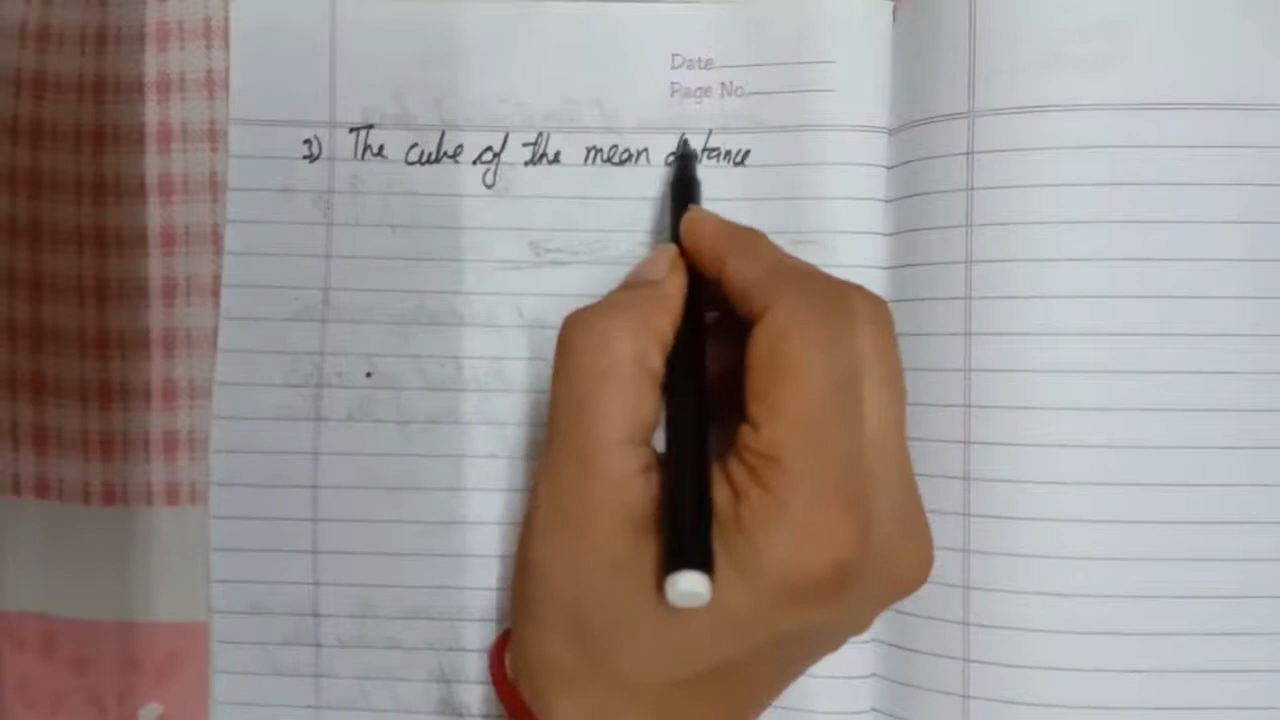 Date
Page No.
3) The cube of the mean distance